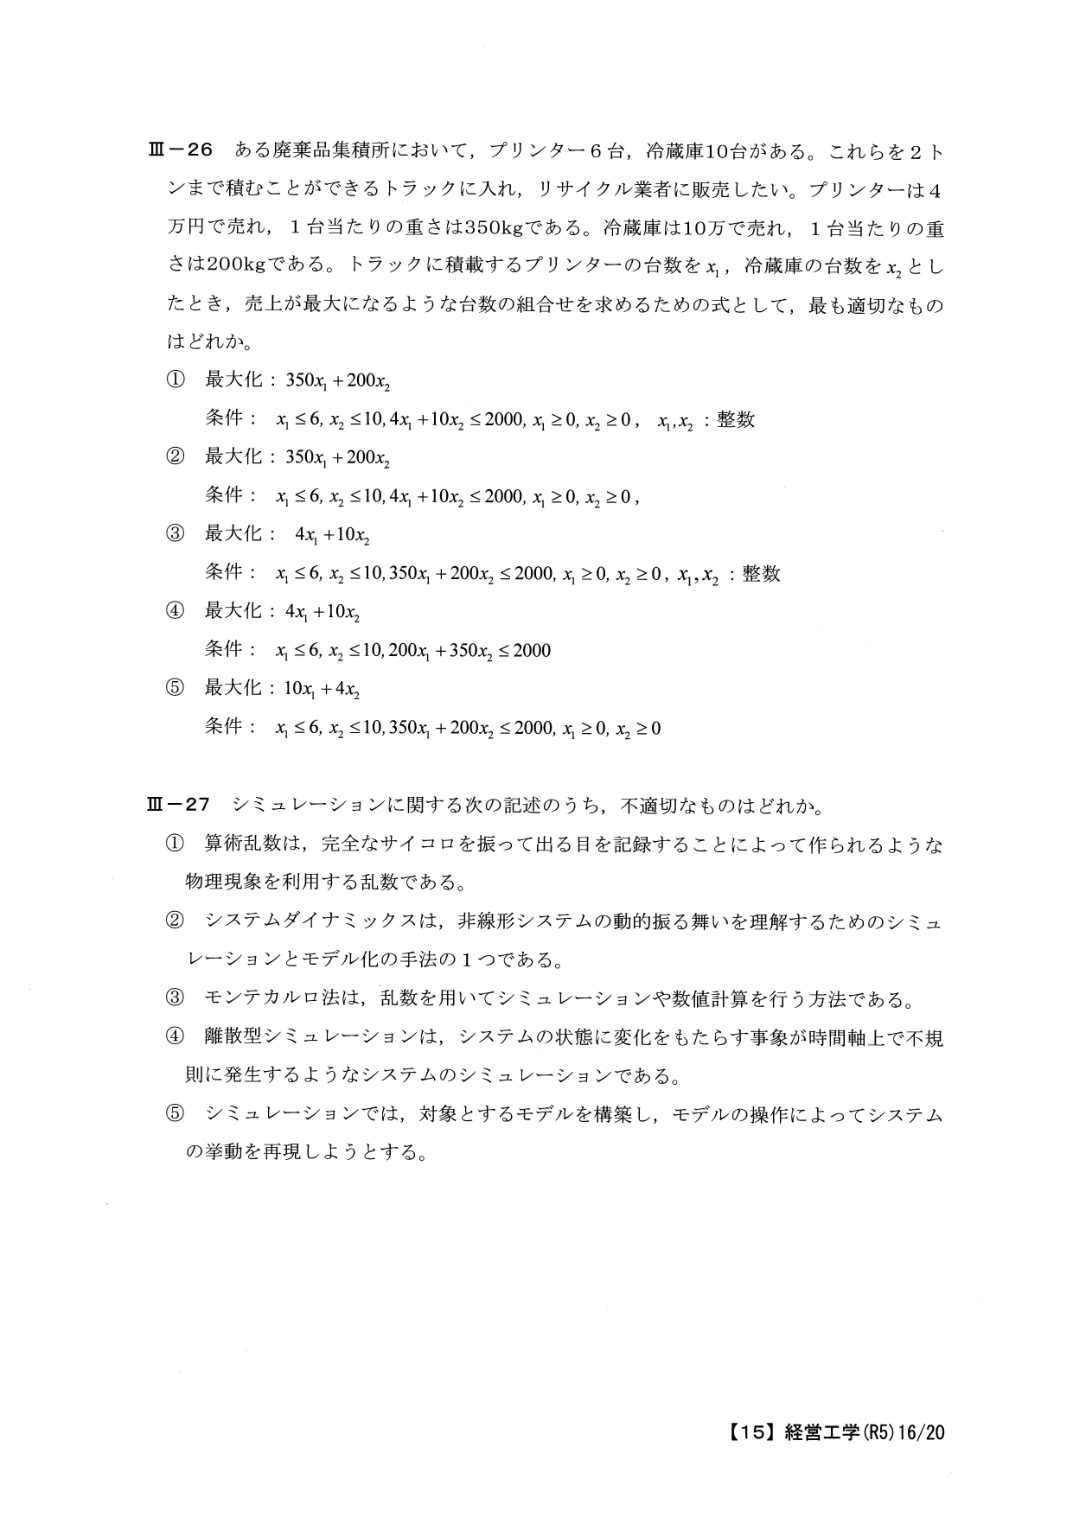 Ⅲ－26　ある廃棄品集積所において，プリンター６台，冷蔵庫10台がある。これらを２ト
ンまで積むことができるトラックに入れ，リサイクル業者に販売したい。プリンターは４
万円で売れ，１台当たりの重さは350kgである。冷蔵庫は10万で売れ，１台当たりの重
さは200kgである。トラックに積載するプリンターの台数を x₁，冷蔵庫の台数を x₂ とし
たとき，売上が最大になるような台数の組合せを求めるための式として，最も適切なもの
はどれか。
①　最大化：350x₁+200x₂
条件：　x₁≤6, x₂≤10, 4x₁+10x₂≤2000, x₁≥0, x₂≥0，　x₁,x₂：整数
②　最大化：350x₁+200x₂
条件：　x₁≤6, x₂≤10, 4x₁+10x₂≤2000, x₁≥0, x₂≥0，
③　最大化：　4x₁+10x₂
条件：　x₁≤6, x₂≤10, 350x₁+200x₂≤2000, x₁≥0, x₂≥0，x₁,x₂：整数
④　最大化：4x₁+10x₂
条件：　x₁≤6, x₂≤10, 200x₁+350x₂≤2000
⑤　最大化：10x₁+4x₂
条件：　x₁≤6, x₂≤10, 350x₁+200x₂≤2000, x₁≥0, x₂≥0
Ⅲ－27　シミュレーションに関する次の記述のうち，不適切なものはどれか。
①　算術乱数は，完全なサイコロを振って出る目を記録することによって作られるような
物理現象を利用する乱数である。
②　システムダイナミックスは，非線形システムの動的振る舞いを理解するためのシミュ
レーションとモデル化の手法の１つである。
③　モンテカルロ法は，乱数を用いてシミュレーションや数値計算を行う方法である。
④　離散型シミュレーションは，システムの状態に変化をもたらす事象が時間軸上で不規
則に発生するようなシステムのシミュレーションである。
⑤　シミュレーションでは，対象とするモデルを構築し，モデルの操作によってシステム
の挙動を再現しようとする。
【15】経営工学(R5)16/20